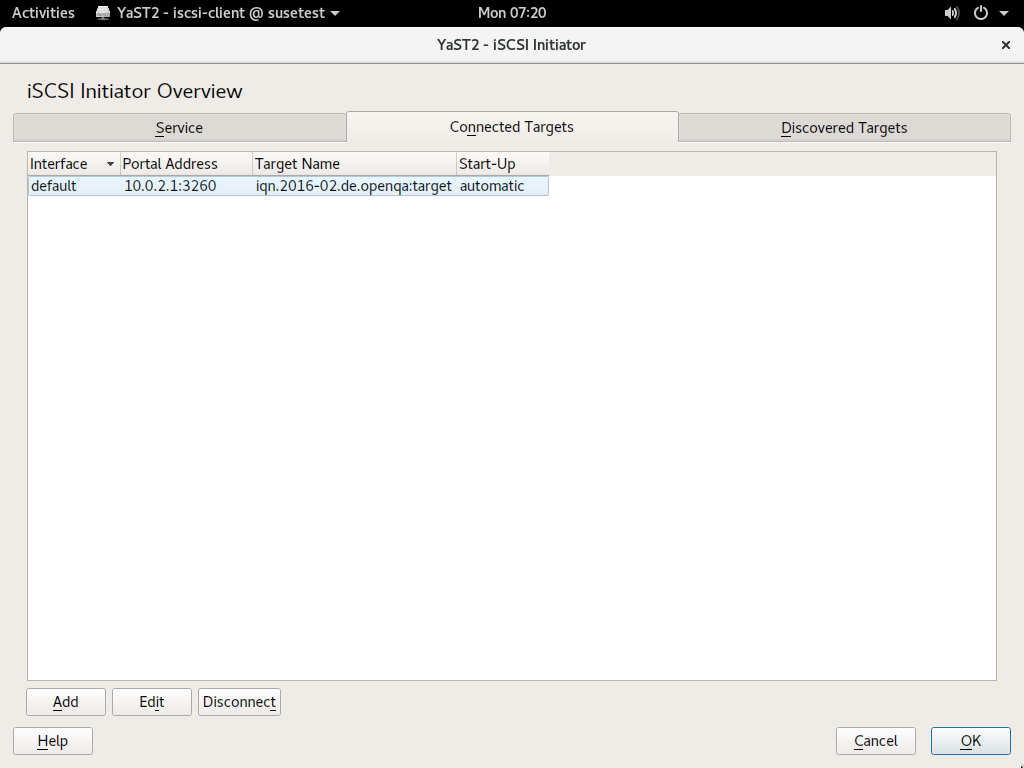 Activities YaST2 - iscsi-client @ susetest Mon 07:20
YaST2 - iSCSI Initiator
iSCSI Initiator Overview
Service Connected Targets Discovered Targets
Interface Portal Address Target Name Start-Up
default 10.0.2.1:3260 iqn.2016-02.de.openqa:target automatic
Add Edit Disconnect
Help Cancel OK